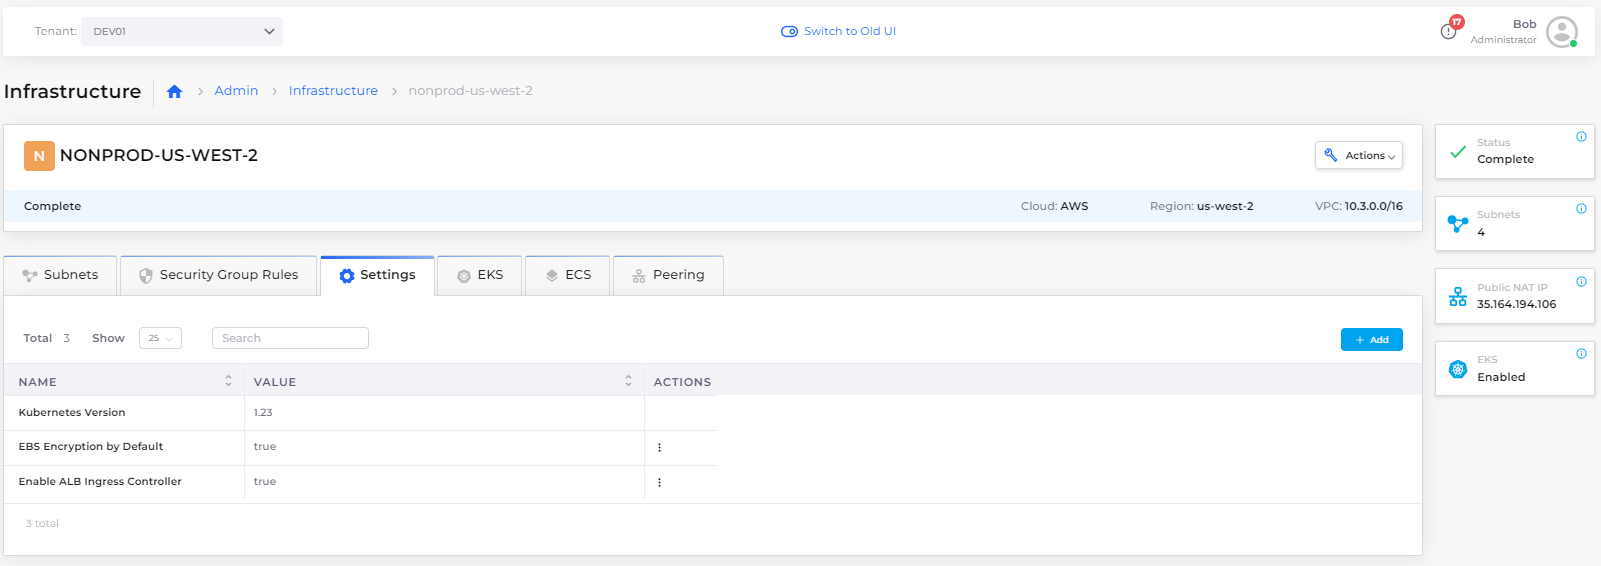 Tenant: DEV01 Switch to Old UI 17 Bob
Administrator
Infrastructure Admin Infrastructure nonprod-us-west-2
N NONPROD-US-WEST-2 Actions
Complete Cloud: AWS Region: us-west-2 VPC: 10.3.0.0/16
Subnets Security Group Rules Settings EKS ECS Peering
Total 3 Show 25 Search + Add
NAME VALUE ACTIONS
Kubernetes Version 1.23
EBS Encryption by Default true
Enable ALB Ingress Controller true
3 total
Status
Complete
Subnets
4
Public NAT IP
35.164.194.106
EKS
Enabled